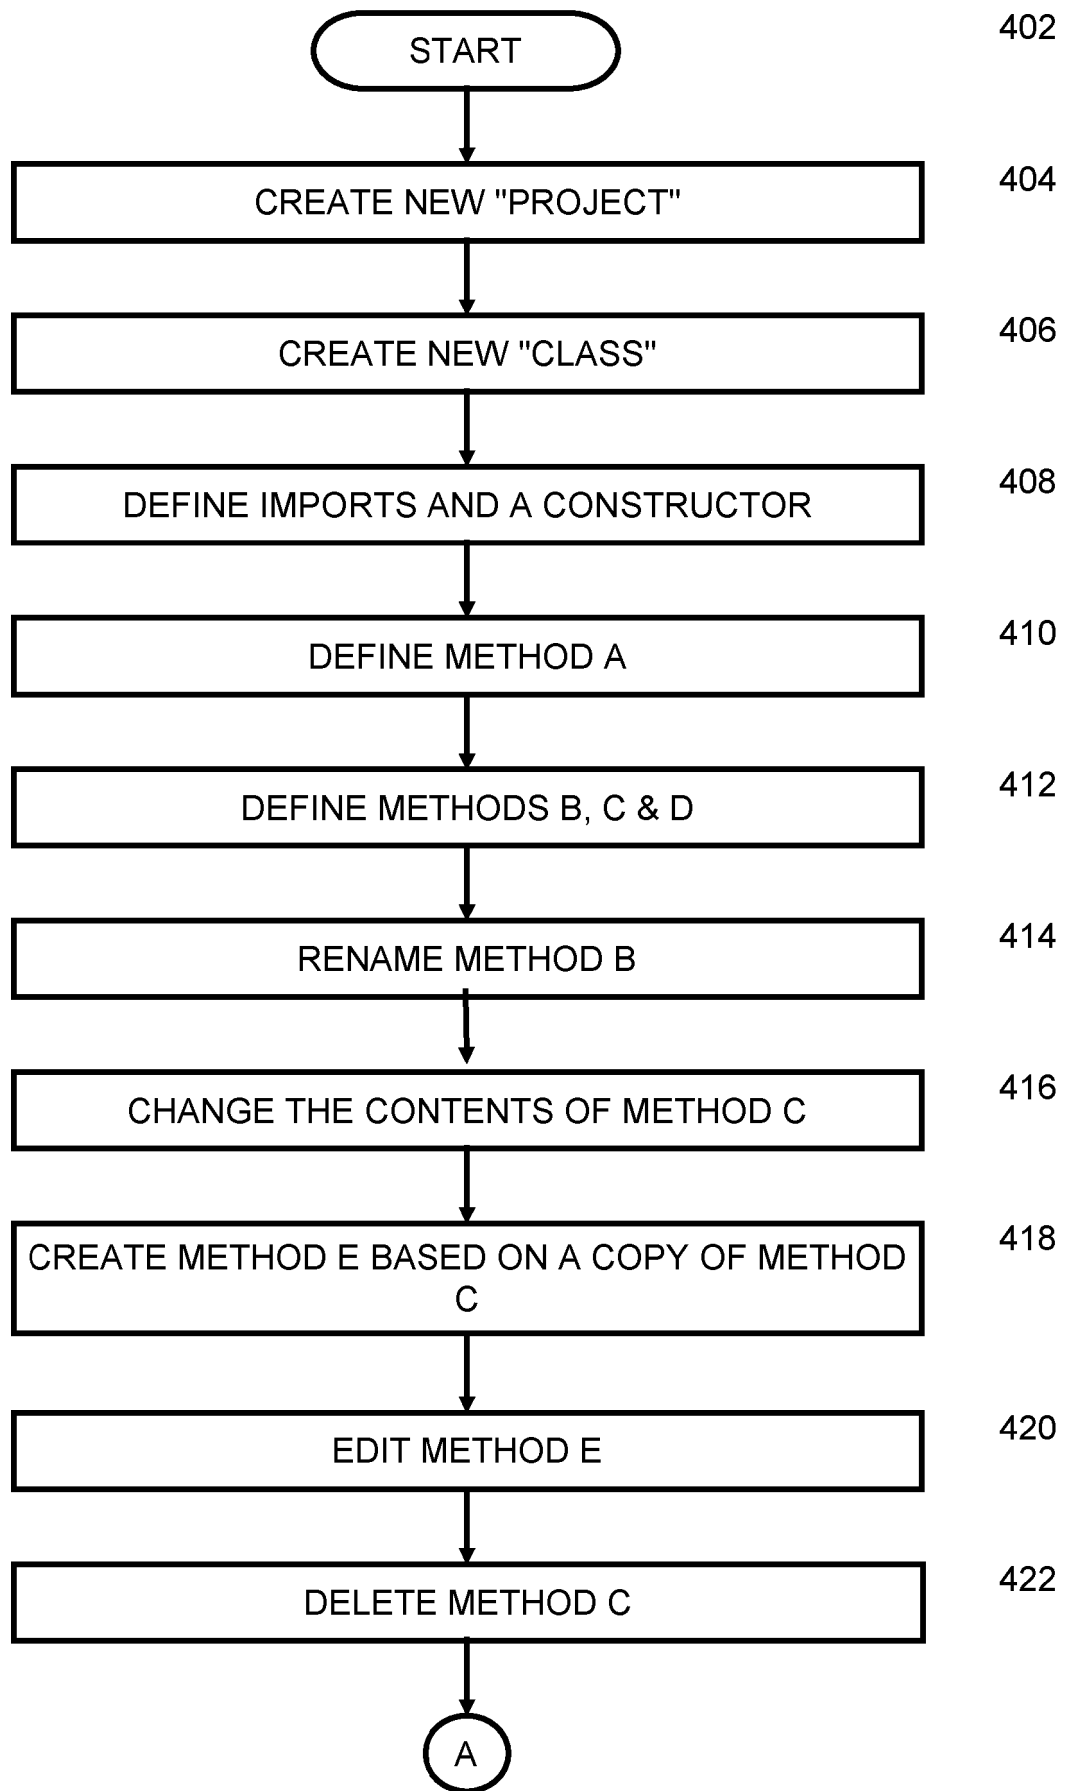 START
402
CREATE NEW "PROJECT"
404
CREATE NEW "CLASS"
406
DEFINE IMPORTS AND A CONSTRUCTOR
408
DEFINE METHOD A
410
DEFINE METHODS B, C & D
412
RENAME METHOD B
414
CHANGE THE CONTENTS OF METHOD C
416
CREATE METHOD E BASED ON A COPY OF METHOD
C
418
EDIT METHOD E
420
DELETE METHOD C
422
A